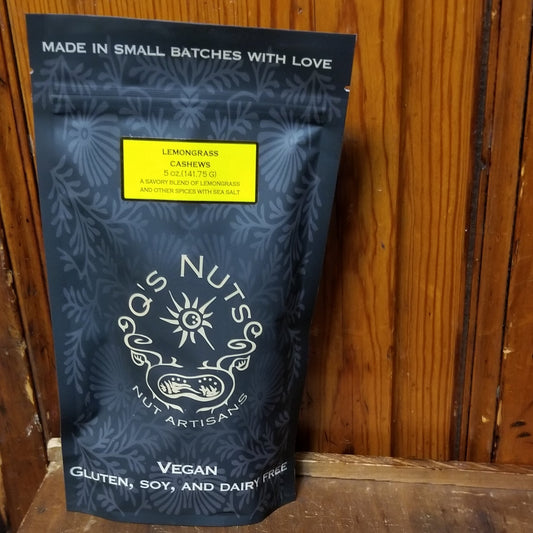 MADE IN SMALL BATCHES WITH LOVE
LEMONGRASS
CASHEWS
5 oz.(141.75 G)
A SAVORY BLEND OF LEMONGRASS
AND OTHER SPICES WITH SEA SALT
Q's NUTS
NUT ARTISANS
VEGAN
GLUTEN, SOY, AND DAIRY FREE